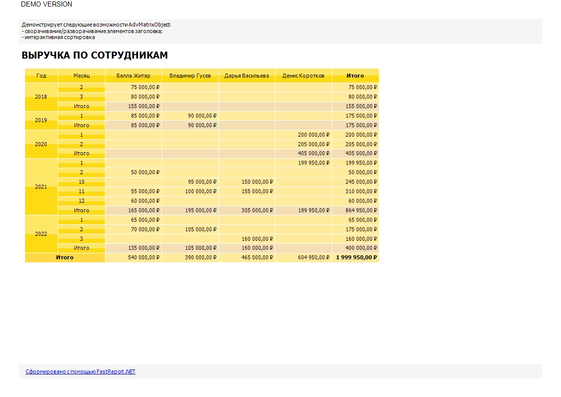 DEMO VERSION
Демонстрирует следующие возможности AdvMatrixObject:
- сворачивание/разворачивание элементов заголовка;
- интерактивная сортировка
ВЫРУЧКА ПО СОТРУДНИКАМ
Год Месяц Белла Житар Владимир Гусев Дарья Васильева Денис Коротков Итого
2018 2 75 000,00 ₽ 75 000,00 ₽
3 80 000,00 ₽ 80 000,00 ₽
Итого 155 000,00 ₽ 155 000,00 ₽
2019 1 85 000,00 ₽ 90 000,00 ₽ 175 000,00 ₽
Итого 85 000,00 ₽ 90 000,00 ₽ 175 000,00 ₽
2020 1 200 000,00 ₽ 200 000,00 ₽
2 205 000,00 ₽ 205 000,00 ₽
Итого 405 000,00 ₽ 405 000,00 ₽
2021 1 199 950,00 ₽ 199 950,00 ₽
2 50 000,00 ₽ 50 000,00 ₽
10 95 000,00 ₽ 150 000,00 ₽ 245 000,00 ₽
11 55 000,00 ₽ 100 000,00 ₽ 155 000,00 ₽ 310 000,00 ₽
12 60 000,00 ₽ 60 000,00 ₽
Итого 165 000,00 ₽ 195 000,00 ₽ 305 000,00 ₽ 199 950,00 ₽ 864 950,00 ₽
2022 1 65 000,00 ₽ 65 000,00 ₽
2 70 000,00 ₽ 105 000,00 ₽ 175 000,00 ₽
3 160 000,00 ₽ 160 000,00 ₽
Итого 135 000,00 ₽ 105 000,00 ₽ 160 000,00 ₽ 400 000,00 ₽
Итого 540 000,00 ₽ 390 000,00 ₽ 465 000,00 ₽ 604 950,00 ₽ 1 999 950,00 ₽
Сформировано с помощью FastReport.NET